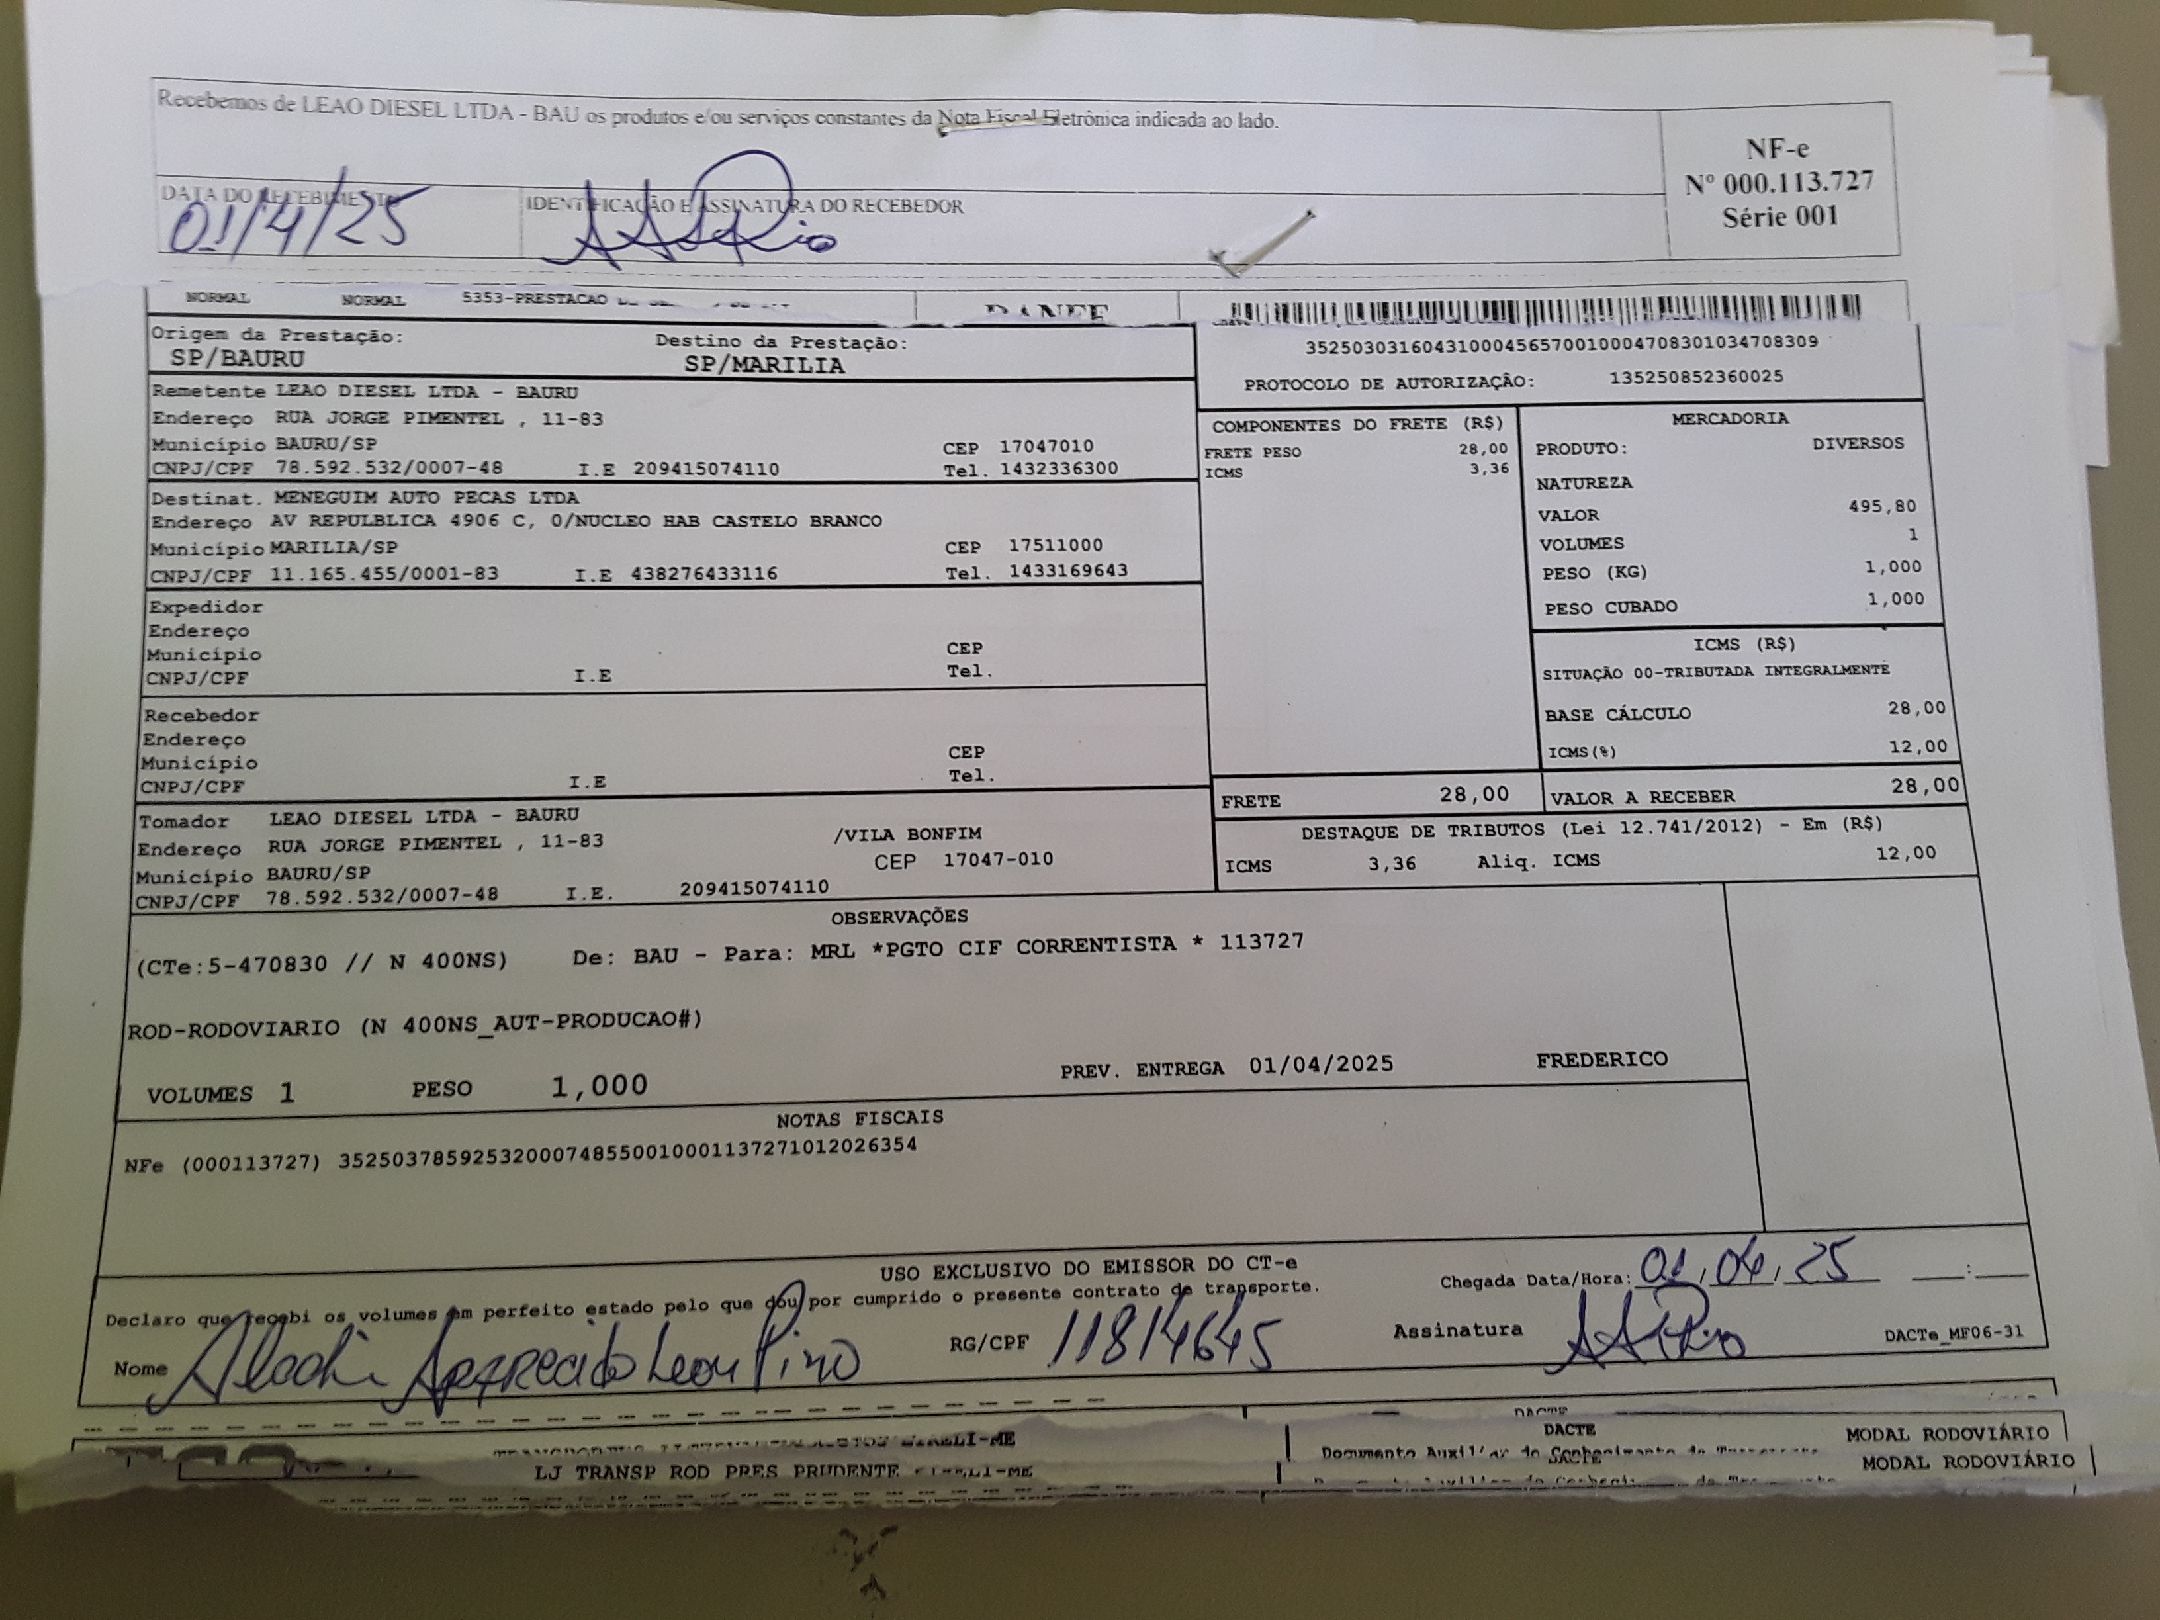 Recebemos de LEAO DIESEL LTDA - BAU os produtos e/ou serviços constantes da Nota Fiscal Eletrônica indicada ao lado.
NF-e
Nº 000.113.727
Série 001
DATA DO RECEBIMENTO
01/4/25
IDENTIFICAÇÃO E ASSINATURA DO RECEBEDOR
NORMAL NORMAL 5353-PRESTACAO
DANFE
Origem da Prestação:
SP/BAURU
Destino da Prestação:
SP/MARILIA
35250303160431000456570010004708301034708309
PROTOCOLO DE AUTORIZAÇÃO: 135250852360025
Remetente LEAO DIESEL LTDA - BAURU
Endereço RUA JORGE PIMENTEL , 11-83
Município BAURU/SP CEP 17047010
CNPJ/CPF 78.592.532/0007-48 I.E 209415074110 Tel. 1432336300
Destinat. MENEGUIM AUTO PECAS LTDA
Endereço AV REPULBLICA 4906 C, 0/NUCLEO HAB CASTELO BRANCO
Município MARILIA/SP CEP 17511000
CNPJ/CPF 11.165.455/0001-83 I.E 438276433116 Tel. 1433169643
Expedidor
Endereço
Município CEP
CNPJ/CPF I.E Tel.
Recebedor
Endereço
Município CEP
CNPJ/CPF I.E Tel.
Tomador LEAO DIESEL LTDA - BAURU
Endereço RUA JORGE PIMENTEL , 11-83 /VILA BONFIM
Município BAURU/SP CEP 17047-010
CNPJ/CPF 78.592.532/0007-48 I.E. 209415074110
COMPONENTES DO FRETE (R$)
FRETE PESO 28,00
ICMS 3,36
MERCADORIA
PRODUTO: DIVERSOS
NATUREZA
VALOR 495,80
VOLUMES 1
PESO (KG) 1,000
PESO CUBADO 1,000
ICMS (R$)
SITUAÇÃO 00-TRIBUTADA INTEGRALMENTE
BASE CÁLCULO 28,00
ICMS(%) 12,00
FRETE 28,00 VALOR A RECEBER 28,00
DESTAQUE DE TRIBUTOS (Lei 12.741/2012) - Em (R$)
ICMS 3,36 Aliq. ICMS 12,00
OBSERVAÇÕES
(CTe:5-470830 // N 400NS) De: BAU - Para: MRL *PGTO CIF CORRENTISTA * 113727
ROD-RODOVIARIO (N 400NS_AUT-PRODUCAO#)
VOLUMES 1 PESO 1,000 PREV. ENTREGA 01/04/2025 FREDERICO
NOTAS FISCAIS
NFe (000113727) 35250378592532000748550010001137271012026354
USO EXCLUSIVO DO EMISSOR DO CT-e
Declaro que recebi os volumes em perfeito estado pelo que dou por cumprido o presente contrato de transporte.
Chegada Data/Hora: 01/04/25 __:__
Nome Aparecido Leon Pino RG/CPF 11814645 Assinatura DACTe_MF06-31
DACTE
LJ TRANSP ROD PRES PRUDENTE EIRELI-ME
DACTE MODAL RODOVIÁRIO
MODAL RODOVIÁRIO